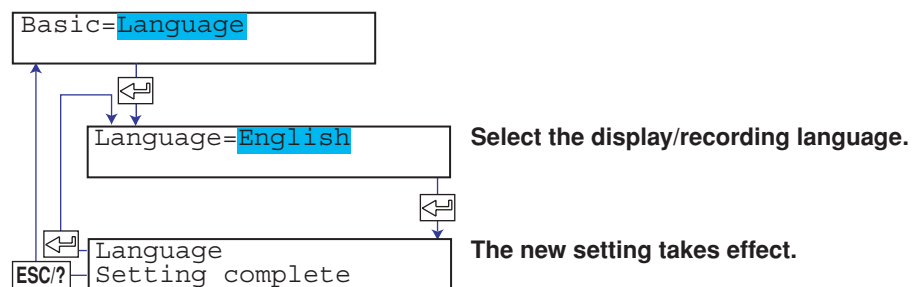 Basic=Language
Language=English
Select the display/recording language.
Language
Setting complete
The new setting takes effect.
ESC/?